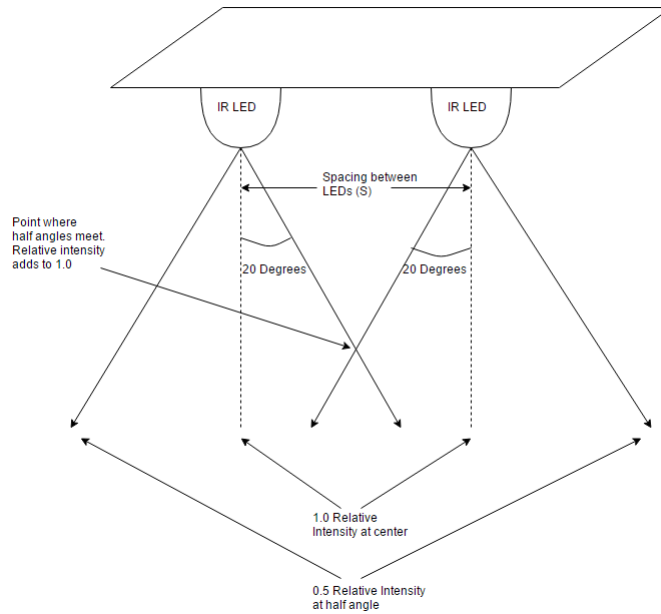 IR LED
IR LED
Spacing between
LEDs (S)
Point where
half angles meet.
Relative intensity
adds to 1.0
20 Degrees
20 Degrees
1.0 Relative
Intensity at center
0.5 Relative Intensity
at half angle